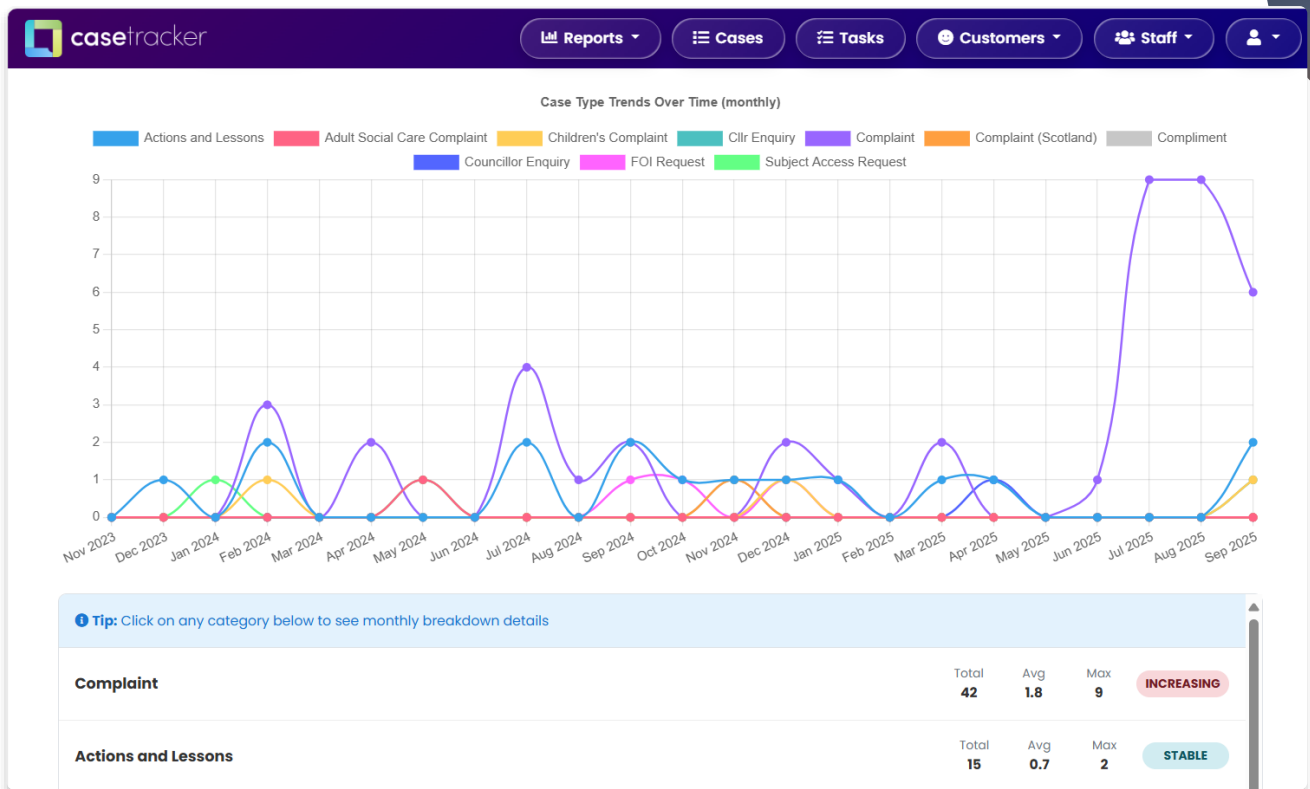 casetracker
Reports
Cases
Tasks
Customers
Staff
Case Type Trends Over Time (monthly)
Actions and Lessons
Adult Social Care Complaint
Children's Complaint
Cllr Enquiry
Complaint
Complaint (Scotland)
Compliment
Councillor Enquiry
FOI Request
Subject Access Request
9
8
7
6
5
4
3
2
1
0
Nov 2023
Dec 2023
Jan 2024
Feb 2024
Mar 2024
Apr 2024
May 2024
Jun 2024
Jul 2024
Aug 2024
Sep 2024
Oct 2024
Nov 2024
Dec 2024
Jan 2025
Feb 2025
Mar 2025
Apr 2025
May 2025
Jun 2025
Jul 2025
Aug 2025
Sep 2025
Tip: Click on any category below to see monthly breakdown details
Complaint
Total
42
Avg
1.8
Max
9
INCREASING
Actions and Lessons
Total
15
Avg
0.7
Max
2
STABLE